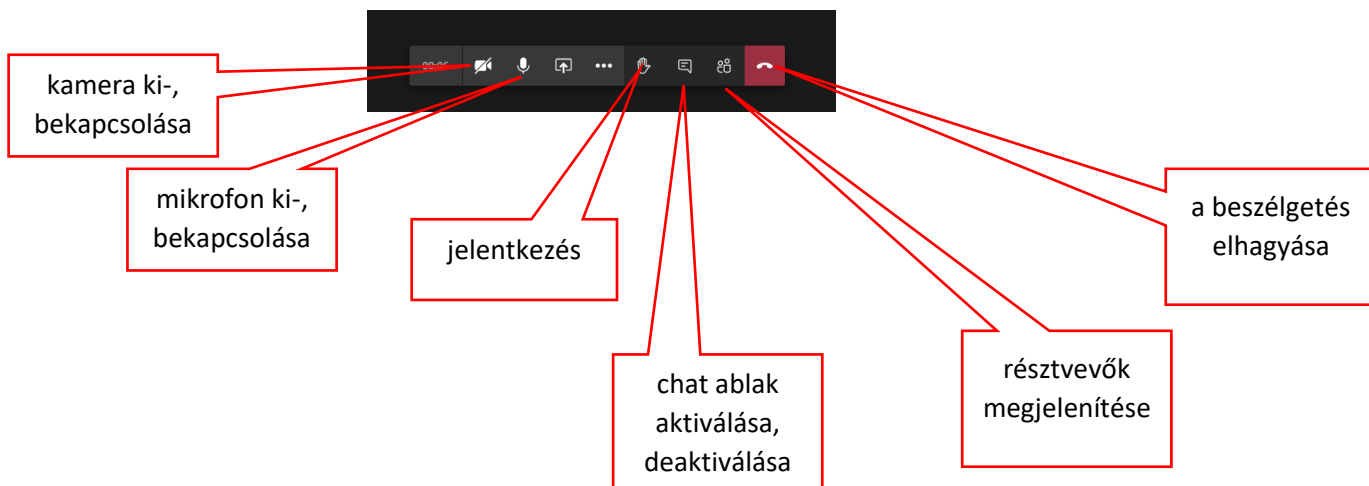 kamera ki-,
bekapcsolása
mikrofon ki-,
bekapcsolása
jelentkezés
chat ablak
aktiválása,
deaktiválása
résztvevők
megjelenítése
a beszélgetés
elhagyása